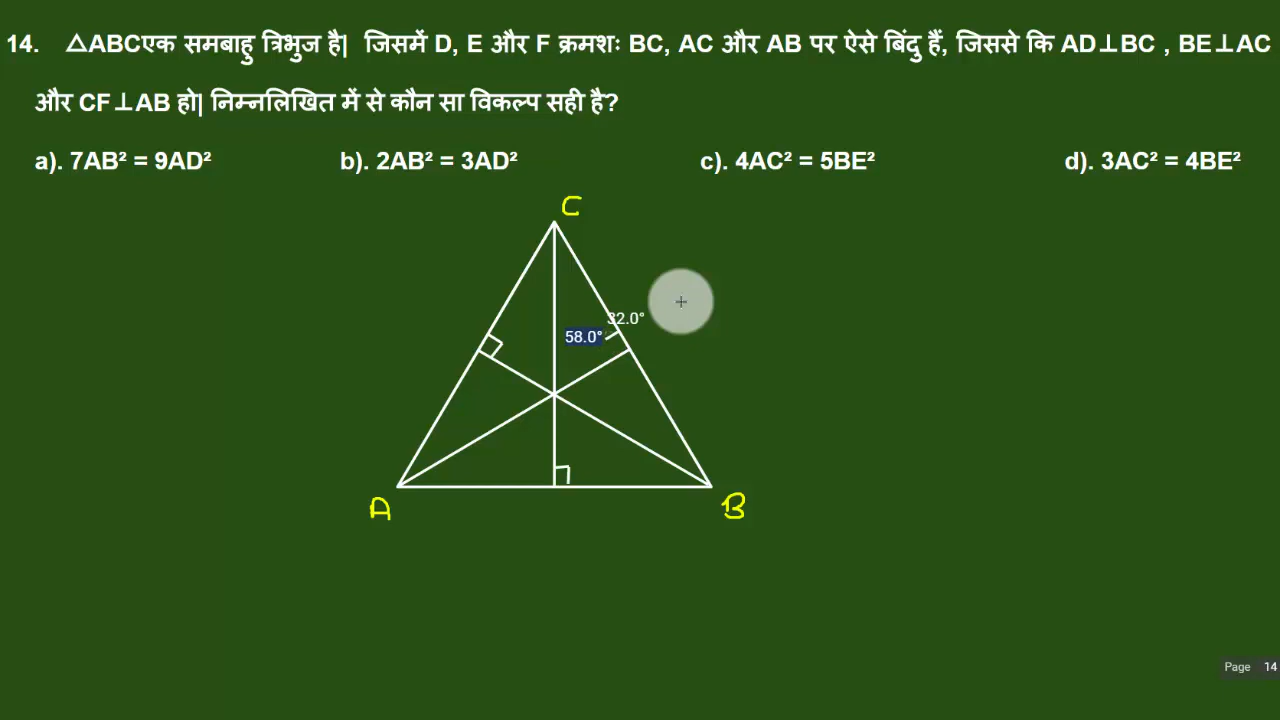 14. △ABCएक समबाहु त्रिभुज है| जिसमें D, E और F क्रमशः BC, AC और AB पर ऐसे बिंदु हैं, जिससे कि AD⊥BC , BE⊥AC
और CF⊥AB हो| निम्नलिखित में से कौन सा विकल्प सही है?
a). 7AB² = 9AD² b). 2AB² = 3AD² c). 4AC² = 5BE² d). 3AC² = 4BE²
C
32.0°
58.0°
A B
Page 14